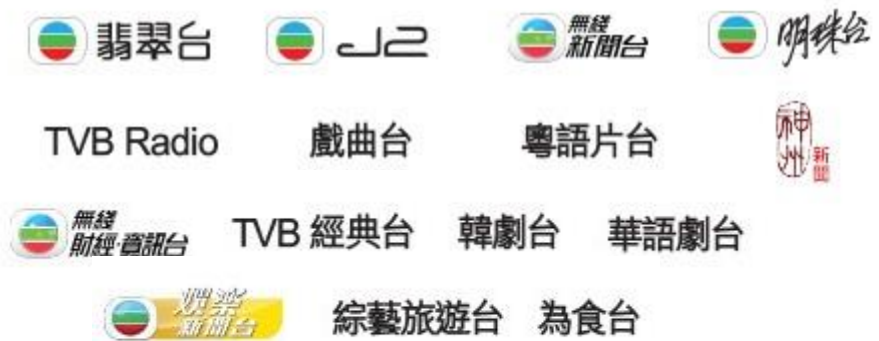 翡翠台 J2 無綫新聞台 明珠台
TVB Radio 戲曲台 粵語片台 神州新聞
無綫財經·資訊台 TVB 經典台 韓劇台 華語劇台
娛樂新聞台 綜藝旅遊台 為食台